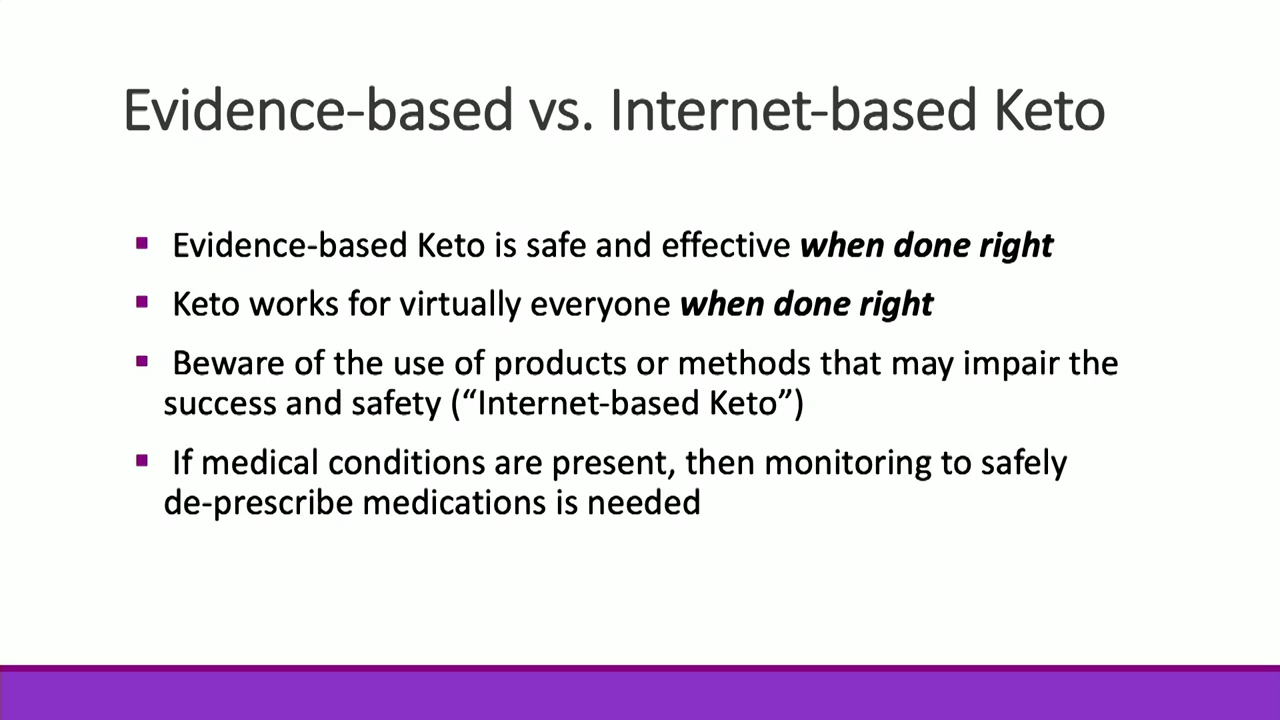 Evidence-based vs. Internet-based Keto
Evidence-based Keto is safe and effective when done right
Keto works for virtually everyone when done right
Beware of the use of products or methods that may impair the
success and safety (“Internet-based Keto”)
If medical conditions are present, then monitoring to safely
de-prescribe medications is needed